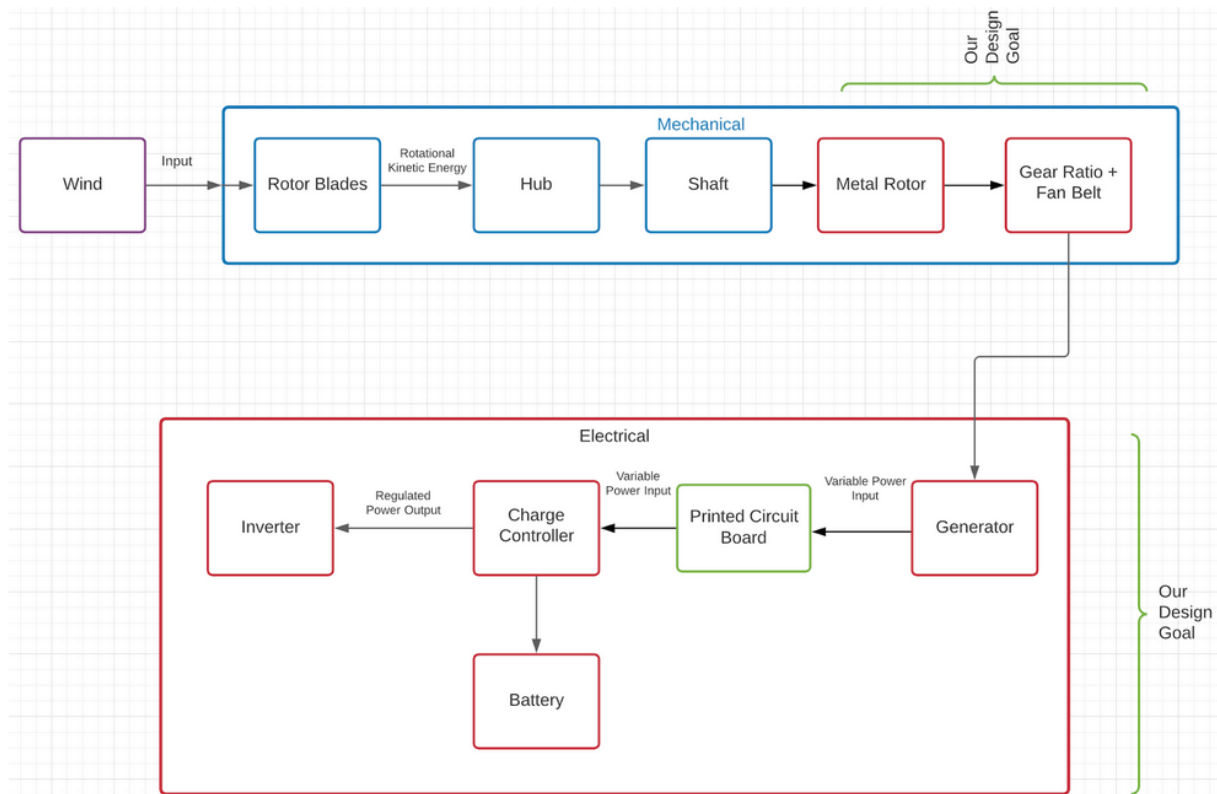 Our
Design
Goal
Mechanical
Wind
Input
Rotor Blades
Rotational
Kinetic Energy
Hub
Shaft
Metal Rotor
Gear Ratio +
Fan Belt
Electrical
Inverter
Regulated
Power Output
Charge
Controller
Variable
Power Input
Printed Circuit
Board
Variable Power
Input
Generator
Battery
Our
Design
Goal